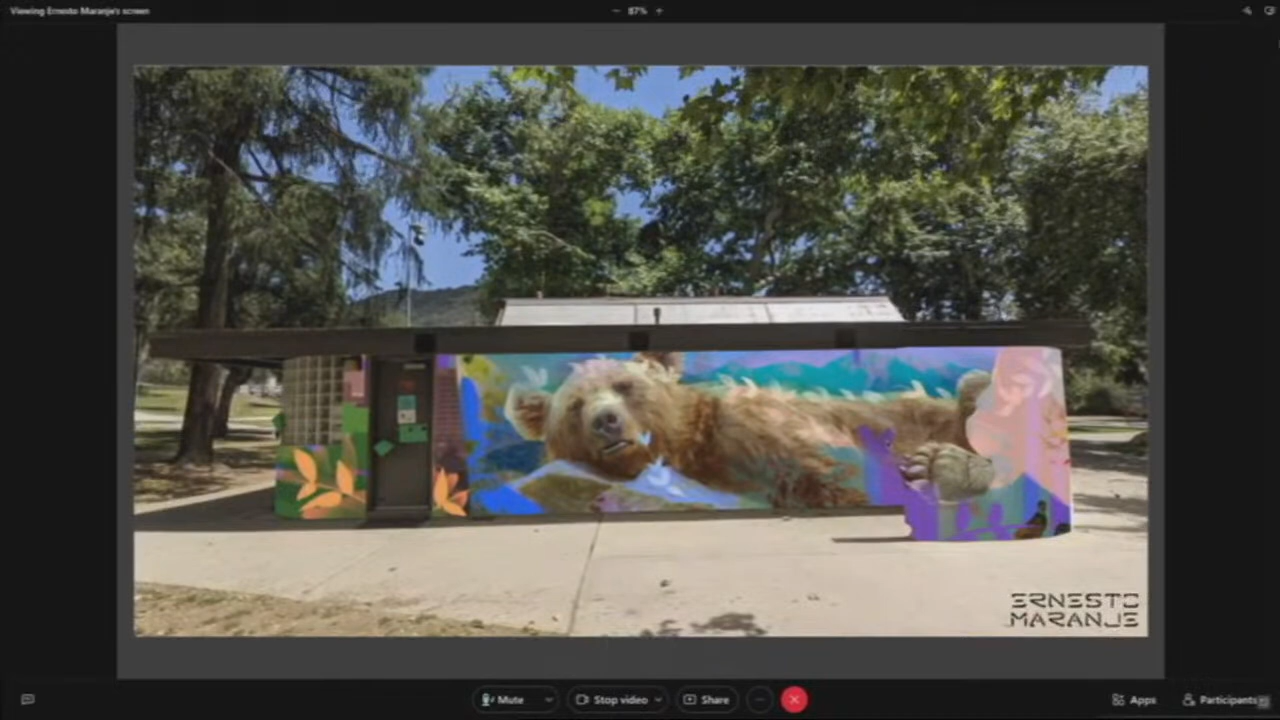 Viewing Ernesto Maranje's screen
87%
ERNESTO
MARANJE
Mute
Stop video
Share
Apps
Participants